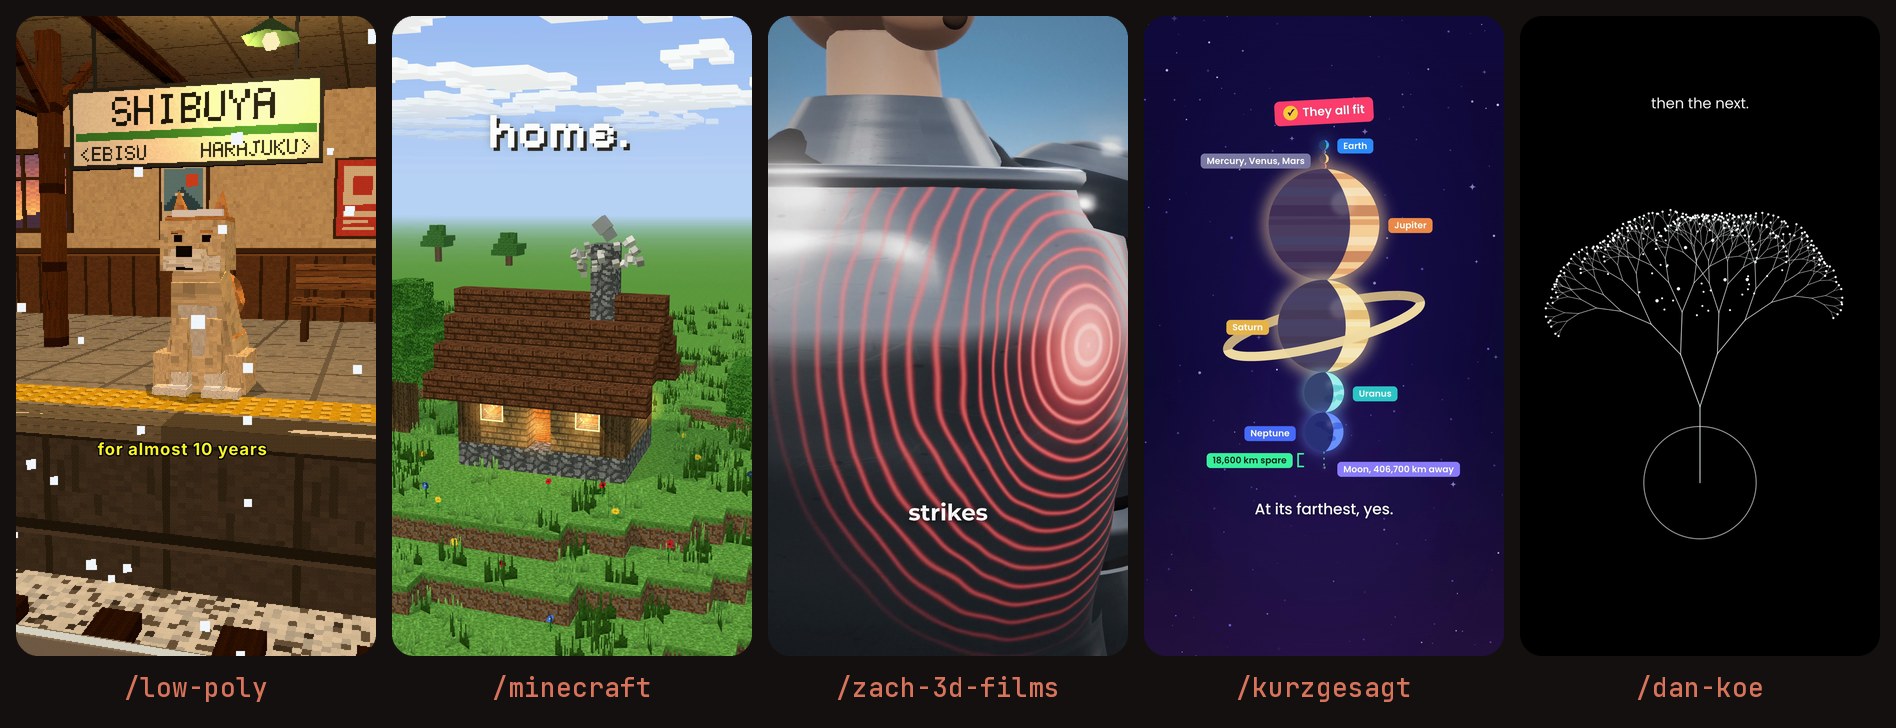 SHIBUYA
<EBISU HARAJUKU>
for almost 10 years
/low-poly
home.
/minecraft
strikes
/zach-3d-films
They all fit
Earth
Mercury, Venus, Mars
Jupiter
Saturn
Uranus
Neptune
18,600 km spare
Moon, 406,700 km away
At its farthest, yes.
/kurzgesagt
then the next.
/dan-koe